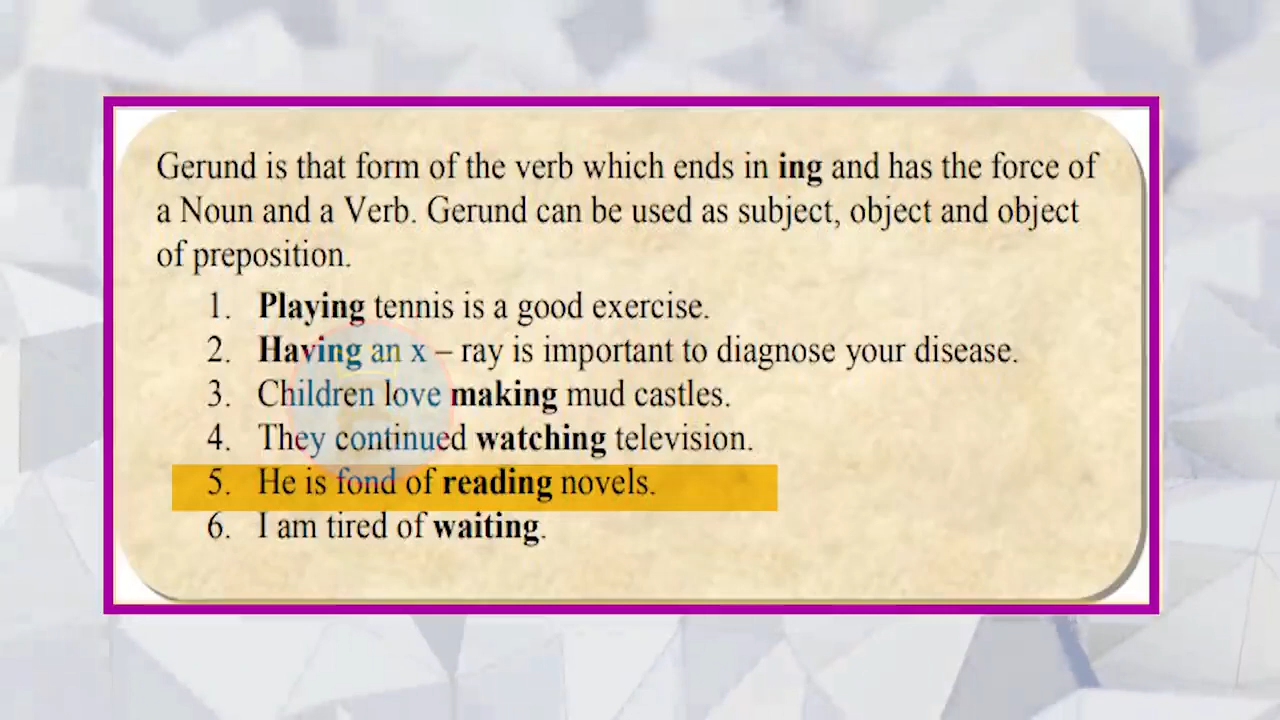 Gerund is that form of the verb which ends in ing and has the force of
a Noun and a Verb. Gerund can be used as subject, object and object
of preposition.
1. Playing tennis is a good exercise.
2. Having an x – ray is important to diagnose your disease.
3. Children love making mud castles.
4. They continued watching television.
5. He is fond of reading novels.
6. I am tired of waiting.